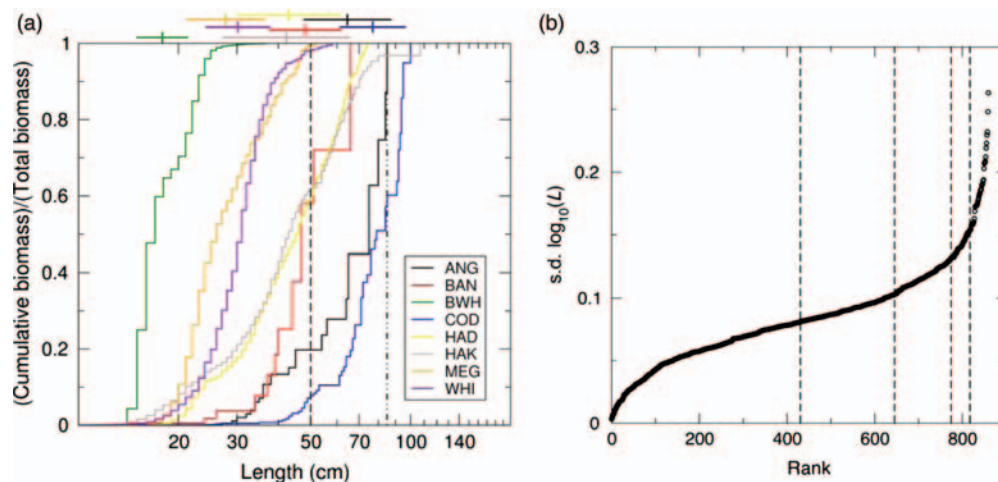 (a)
(Cumulative biomass)/(Total biomass)
1
0.8
0.6
0.4
0.2
0
20 30 50 70 100 140
Length (cm)
ANG
BAN
BWH
COD
HAD
HAK
MEG
WHI
(b)
s.d. log10(L)
0.3
0.2
0.1
0
0 200 400 600 800
Rank